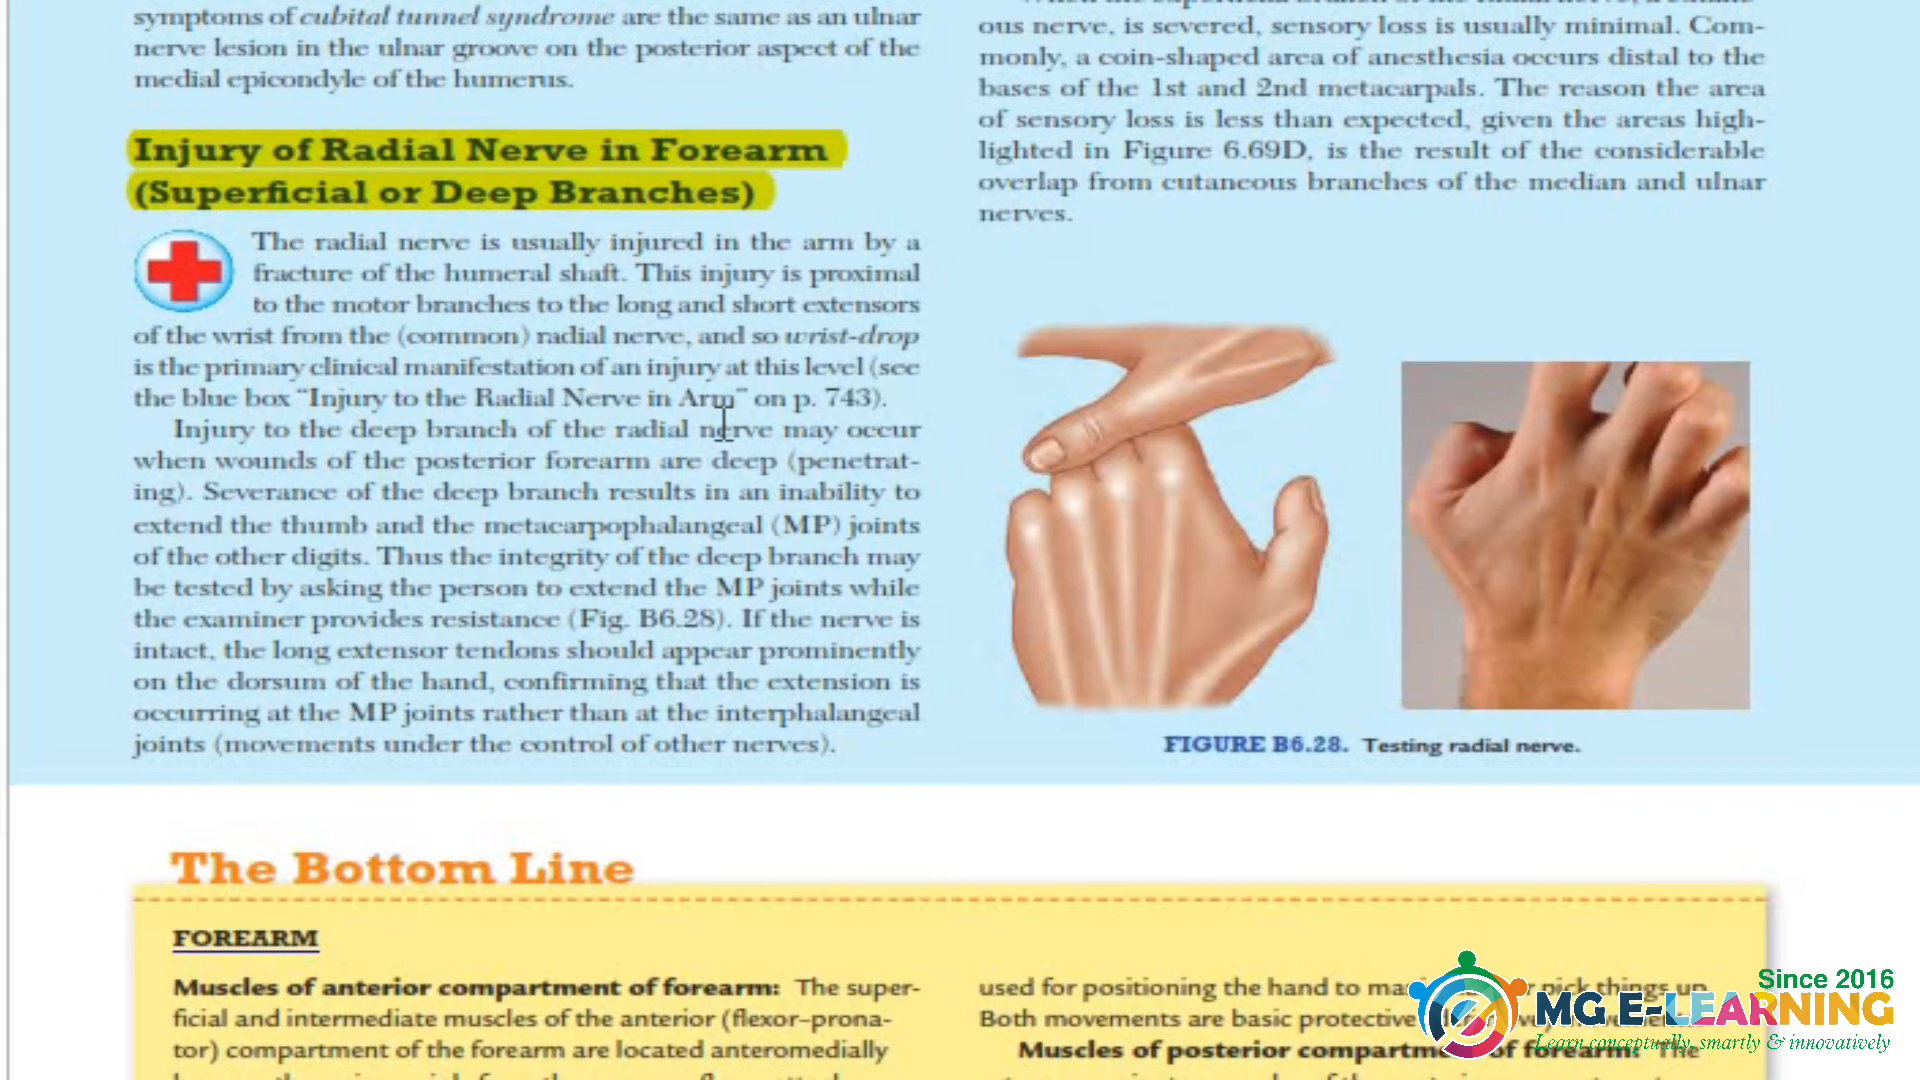 symptoms of cubital tunnel syndrome are the same as an ulnar
nerve lesion in the ulnar groove on the posterior aspect of the
medial epicondyle of the humerus.
Injury of Radial Nerve in Forearm
(Superficial or Deep Branches)
The radial nerve is usually injured in the arm by a
fracture of the humeral shaft. This injury is proximal
to the motor branches to the long and short extensors
of the wrist from the (common) radial nerve, and so wrist-drop
is the primary clinical manifestation of an injury at this level (see
the blue box “Injury to the Radial Nerve in Arm” on p. 743).
Injury to the deep branch of the radial nerve may occur
when wounds of the posterior forearm are deep (penetrat-
ing). Severance of the deep branch results in an inability to
extend the thumb and the metacarpophalangeal (MP) joints
of the other digits. Thus the integrity of the deep branch may
be tested by asking the person to extend the MP joints while
the examiner provides resistance (Fig. B6.28). If the nerve is
intact, the long extensor tendons should appear prominently
on the dorsum of the hand, confirming that the extension is
occurring at the MP joints rather than at the interphalangeal
joints (movements under the control of other nerves).
ous nerve, is severed, sensory loss is usually minimal. Com-
monly, a coin-shaped area of anesthesia occurs distal to the
bases of the 1st and 2nd metacarpals. The reason the area
of sensory loss is less than expected, given the areas high-
lighted in Figure 6.69D, is the result of the considerable
overlap from cutaneous branches of the median and ulnar
nerves.
FIGURE B6.28. Testing radial nerve.
The Bottom Line
FOREARM
Muscles of anterior compartment of forearm: The super-
ficial and intermediate muscles of the anterior (flexor–prona-
tor) compartment of the forearm are located anteromedially
used for positioning the hand to pick things up.
Both movements are basic protective
Muscles of posterior compartment of forearm: The
Since 2016
MG E-LEARNING
Learn conceptually, smartly & innovatively